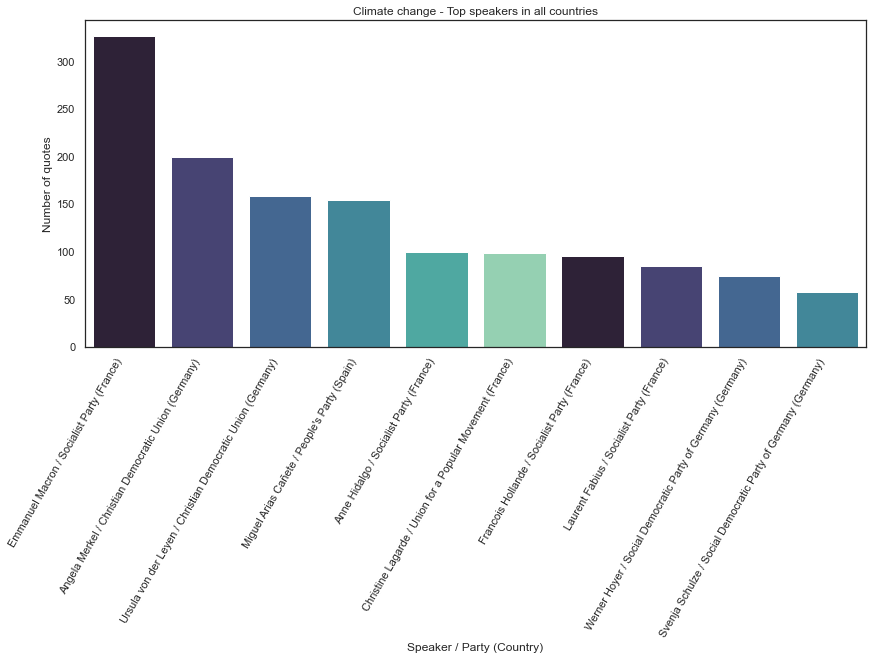 Climate change - Top speakers in all countries
Number of quotes
300
250
200
150
100
50
0
Emmanuel Macron / Socialist Party (France)
Angela Merkel / Christian Democratic Union (Germany)
Ursula von der Leyen / Christian Democratic Union (Germany)
Miguel Arias Cañete / People's Party (Spain)
Anne Hidalgo / Socialist Party (France)
Christine Lagarde / Union for a Popular Movement (France)
Francois Hollande / Socialist Party (France)
Laurent Fabius / Socialist Party (France)
Werner Hoyer / Social Democratic Party of Germany (Germany)
Svenja Schulze / Social Democratic Party of Germany (Germany)
Speaker / Party (Country)